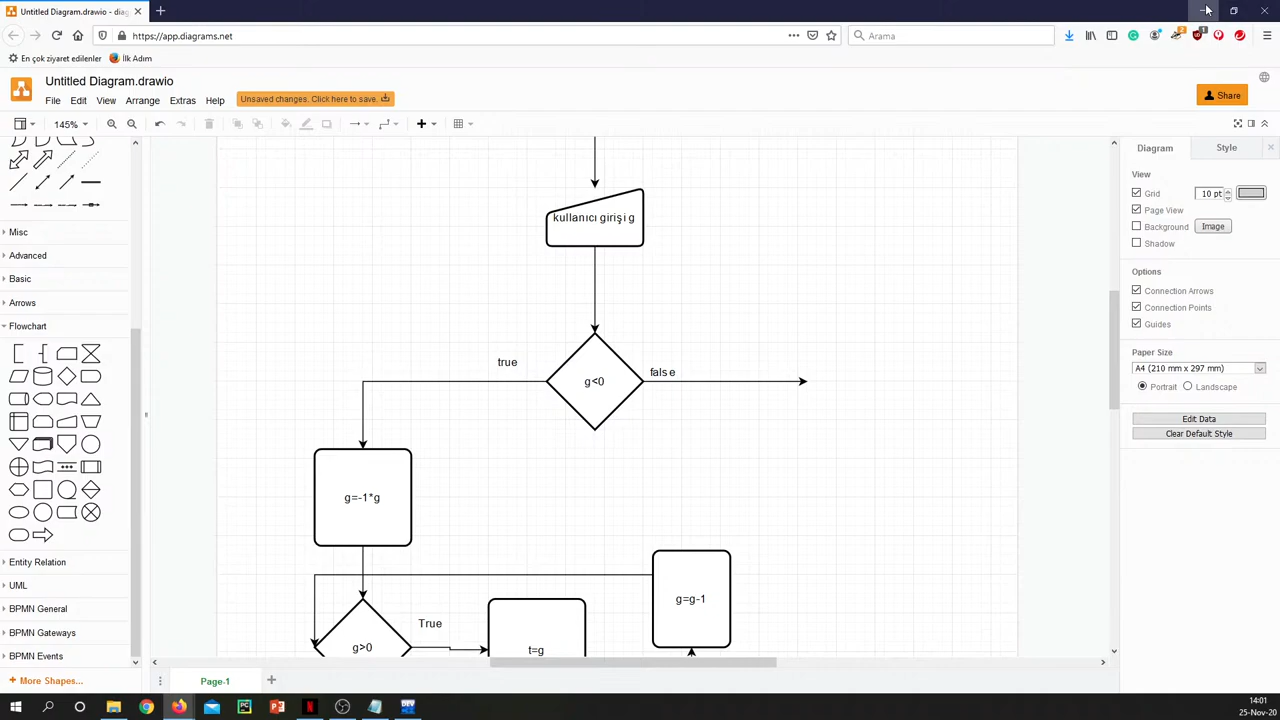 Untitled Diagram.drawio - diag
https://app.diagrams.net
Arama
En çok ziyaret edilenler
İlk Adım
Untitled Diagram.drawio
File Edit View Arrange Extras Help
Unsaved changes. Click here to save.
Share
145%
Diagram
Style
View
Grid
10 pt
Page View
Background
Image
Shadow
Options
Connection Arrows
Connection Points
Guides
Paper Size
A4 (210 mm x 297 mm)
Portrait
Landscape
Edit Data
Clear Default Style
Misc
Advanced
Basic
Arrows
Flowchart
Entity Relation
UML
BPMN General
BPMN Gateways
BPMN Events
More Shapes...
kullanıcı girişi g
true
g<0
false
g=-1*g
g=g-1
True
g>0
t=g
Page-1
14:01
25-Nov-20